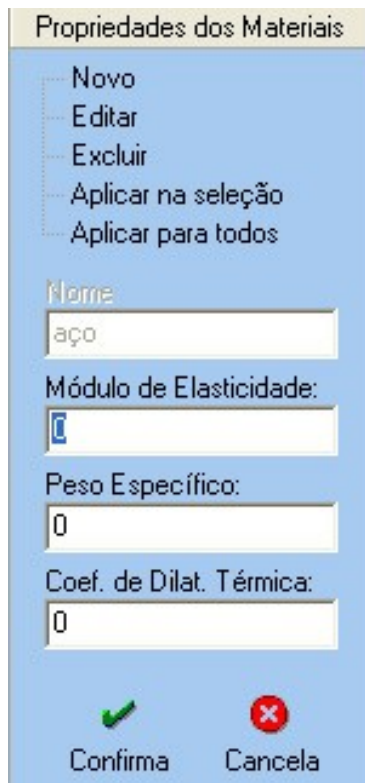 Propriedades dos Materiais
Novo
Editar
Excluir
Aplicar na seleção
Aplicar para todos
Nome
aço
Módulo de Elasticidade:
0
Peso Específico:
0
Coef. de Dilat. Térmica:
0
Confirma Cancela